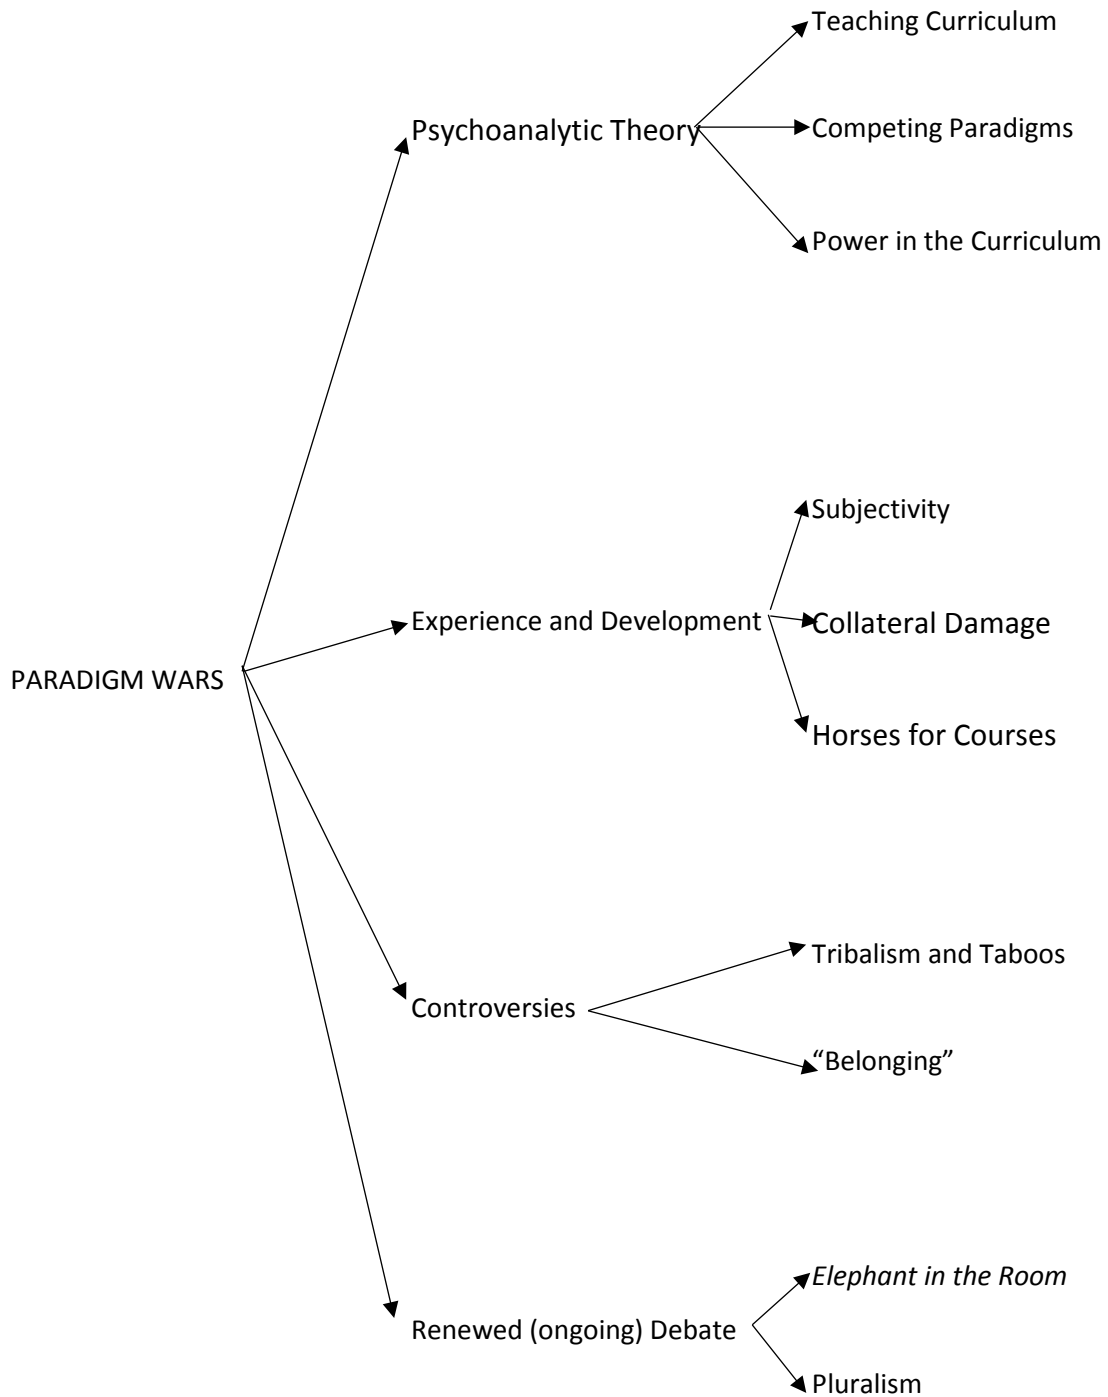 Teaching Curriculum
Psychoanalytic Theory
Competing Paradigms
Power in the Curriculum
Subjectivity
Experience and Development
Collateral Damage
PARADIGM WARS
Horses for Courses
Tribalism and Taboos
Controversies
“Belonging”
Elephant in the Room
Renewed (ongoing) Debate
Pluralism